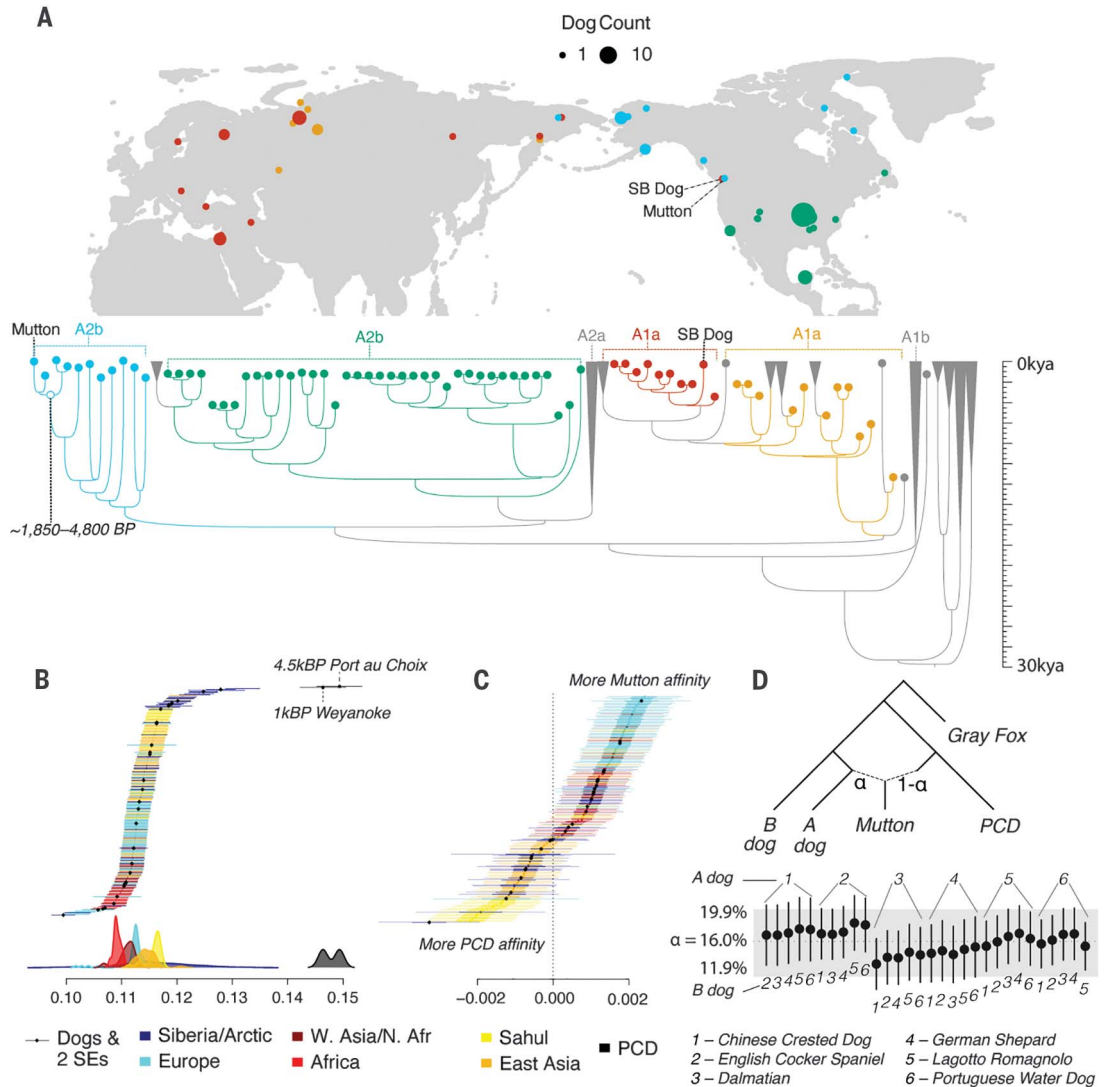 A
Dog Count
1 10
SB Dog
Mutton
Mutton
A2b
A2b
A2a
A1a
SB Dog
A1a
A1b
0kya
~1,850–4,800 BP
30kya
B
4.5kBP Port au Choix
1kBP Weyanoke
0.10 0.11 0.12 0.13 0.14 0.15
C
More Mutton affinity
More PCD affinity
−0.002 0.000 0.002
D
Gray Fox
α 1-α
B dog
A dog
Mutton
PCD
A dog 1 2 3 4 5 6
19.9%
α = 16.0%
11.9%
B dog
2 3 4 5 6 1 3 4 5 6 1 2 4 5 6 1 2 3 5 6 1 2 3 4 6 1 2 3 4 5
Dogs & 2 SEs
Siberia/Arctic
Europe
W. Asia/N. Afr
Africa
Sahul
East Asia
PCD
1 – Chinese Crested Dog
2 – English Cocker Spaniel
3 – Dalmatian
4 – German Shepard
5 – Lagotto Romagnolo
6 – Portuguese Water Dog